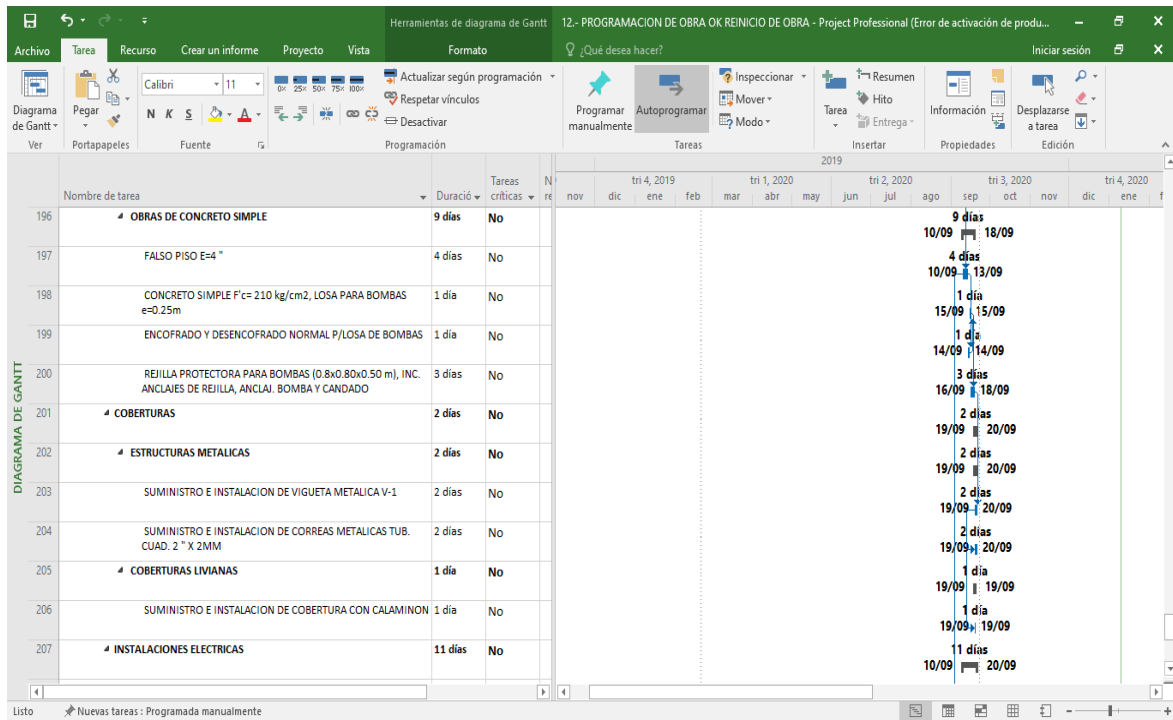 Herramientas de diagrama de Gantt
12.- PROGRAMACION DE OBRA OK REINICIO DE OBRA - Project Professional (Error de activación de produ...
Archivo Tarea Recurso Crear un informe Proyecto Vista Formato ¿Qué desea hacer? Iniciar sesión
Diagrama de Gantt
Ver
Pegar
Portapapeles
Calibri 11
N K S
Fuente
0× 25× 50× 75× 100×
Actualizar según programación
Respetar vínculos
Desactivar
Programación
Programar manualmente
Autoprogramar
Inspeccionar
Mover
Modo
Tareas
Tarea
Resumen
Hito
Entrega
Insertar
Información
Propiedades
Desplazarse a tarea
Edición
2019
Nombre de tarea Duració Tareas críticas N re
tri 4, 2019 tri 1, 2020 tri 2, 2020 tri 3, 2020 tri 4, 2020
nov dic ene feb mar abr may jun jul ago sep oct nov dic ene f
DIAGRAMA DE GANTT
196 OBRAS DE CONCRETO SIMPLE 9 días No
9 días
10/09 18/09
197 FALSO PISO E=4 " 4 días No
4 días
10/09 13/09
198 CONCRETO SIMPLE F'c= 210 kg/cm2, LOSA PARA BOMBAS 1 día No
e=0.25m
1 día
15/09 15/09
199 ENCOFRADO Y DESENCOFRADO NORMAL P/LOSA DE BOMBAS 1 día No
1 día
14/09 14/09
200 REJILLA PROTECTORA PARA BOMBAS (0.8x0.80x0.50 m), INC. 3 días No
ANCLAJES DE REJILLA, ANCLAJ. BOMBA Y CANDADO
3 días
16/09 18/09
201 COBERTURAS 2 días No
2 días
19/09 20/09
202 ESTRUCTURAS METALICAS 2 días No
2 días
19/09 20/09
203 SUMINISTRO E INSTALACION DE VIGUETA METALICA V-1 2 días No
2 días
19/09 20/09
204 SUMINISTRO E INSTALACION DE CORREAS METALICAS TUB. 2 días No
CUAD. 2 " X 2MM
2 días
19/09 20/09
205 COBERTURAS LIVIANAS 1 día No
1 día
19/09 19/09
206 SUMINISTRO E INSTALACION DE COBERTURA CON CALAMINON 1 día No
1 día
19/09 19/09
207 INSTALACIONES ELECTRICAS 11 días No
11 días
10/09 20/09
Listo Nuevas tareas : Programada manualmente